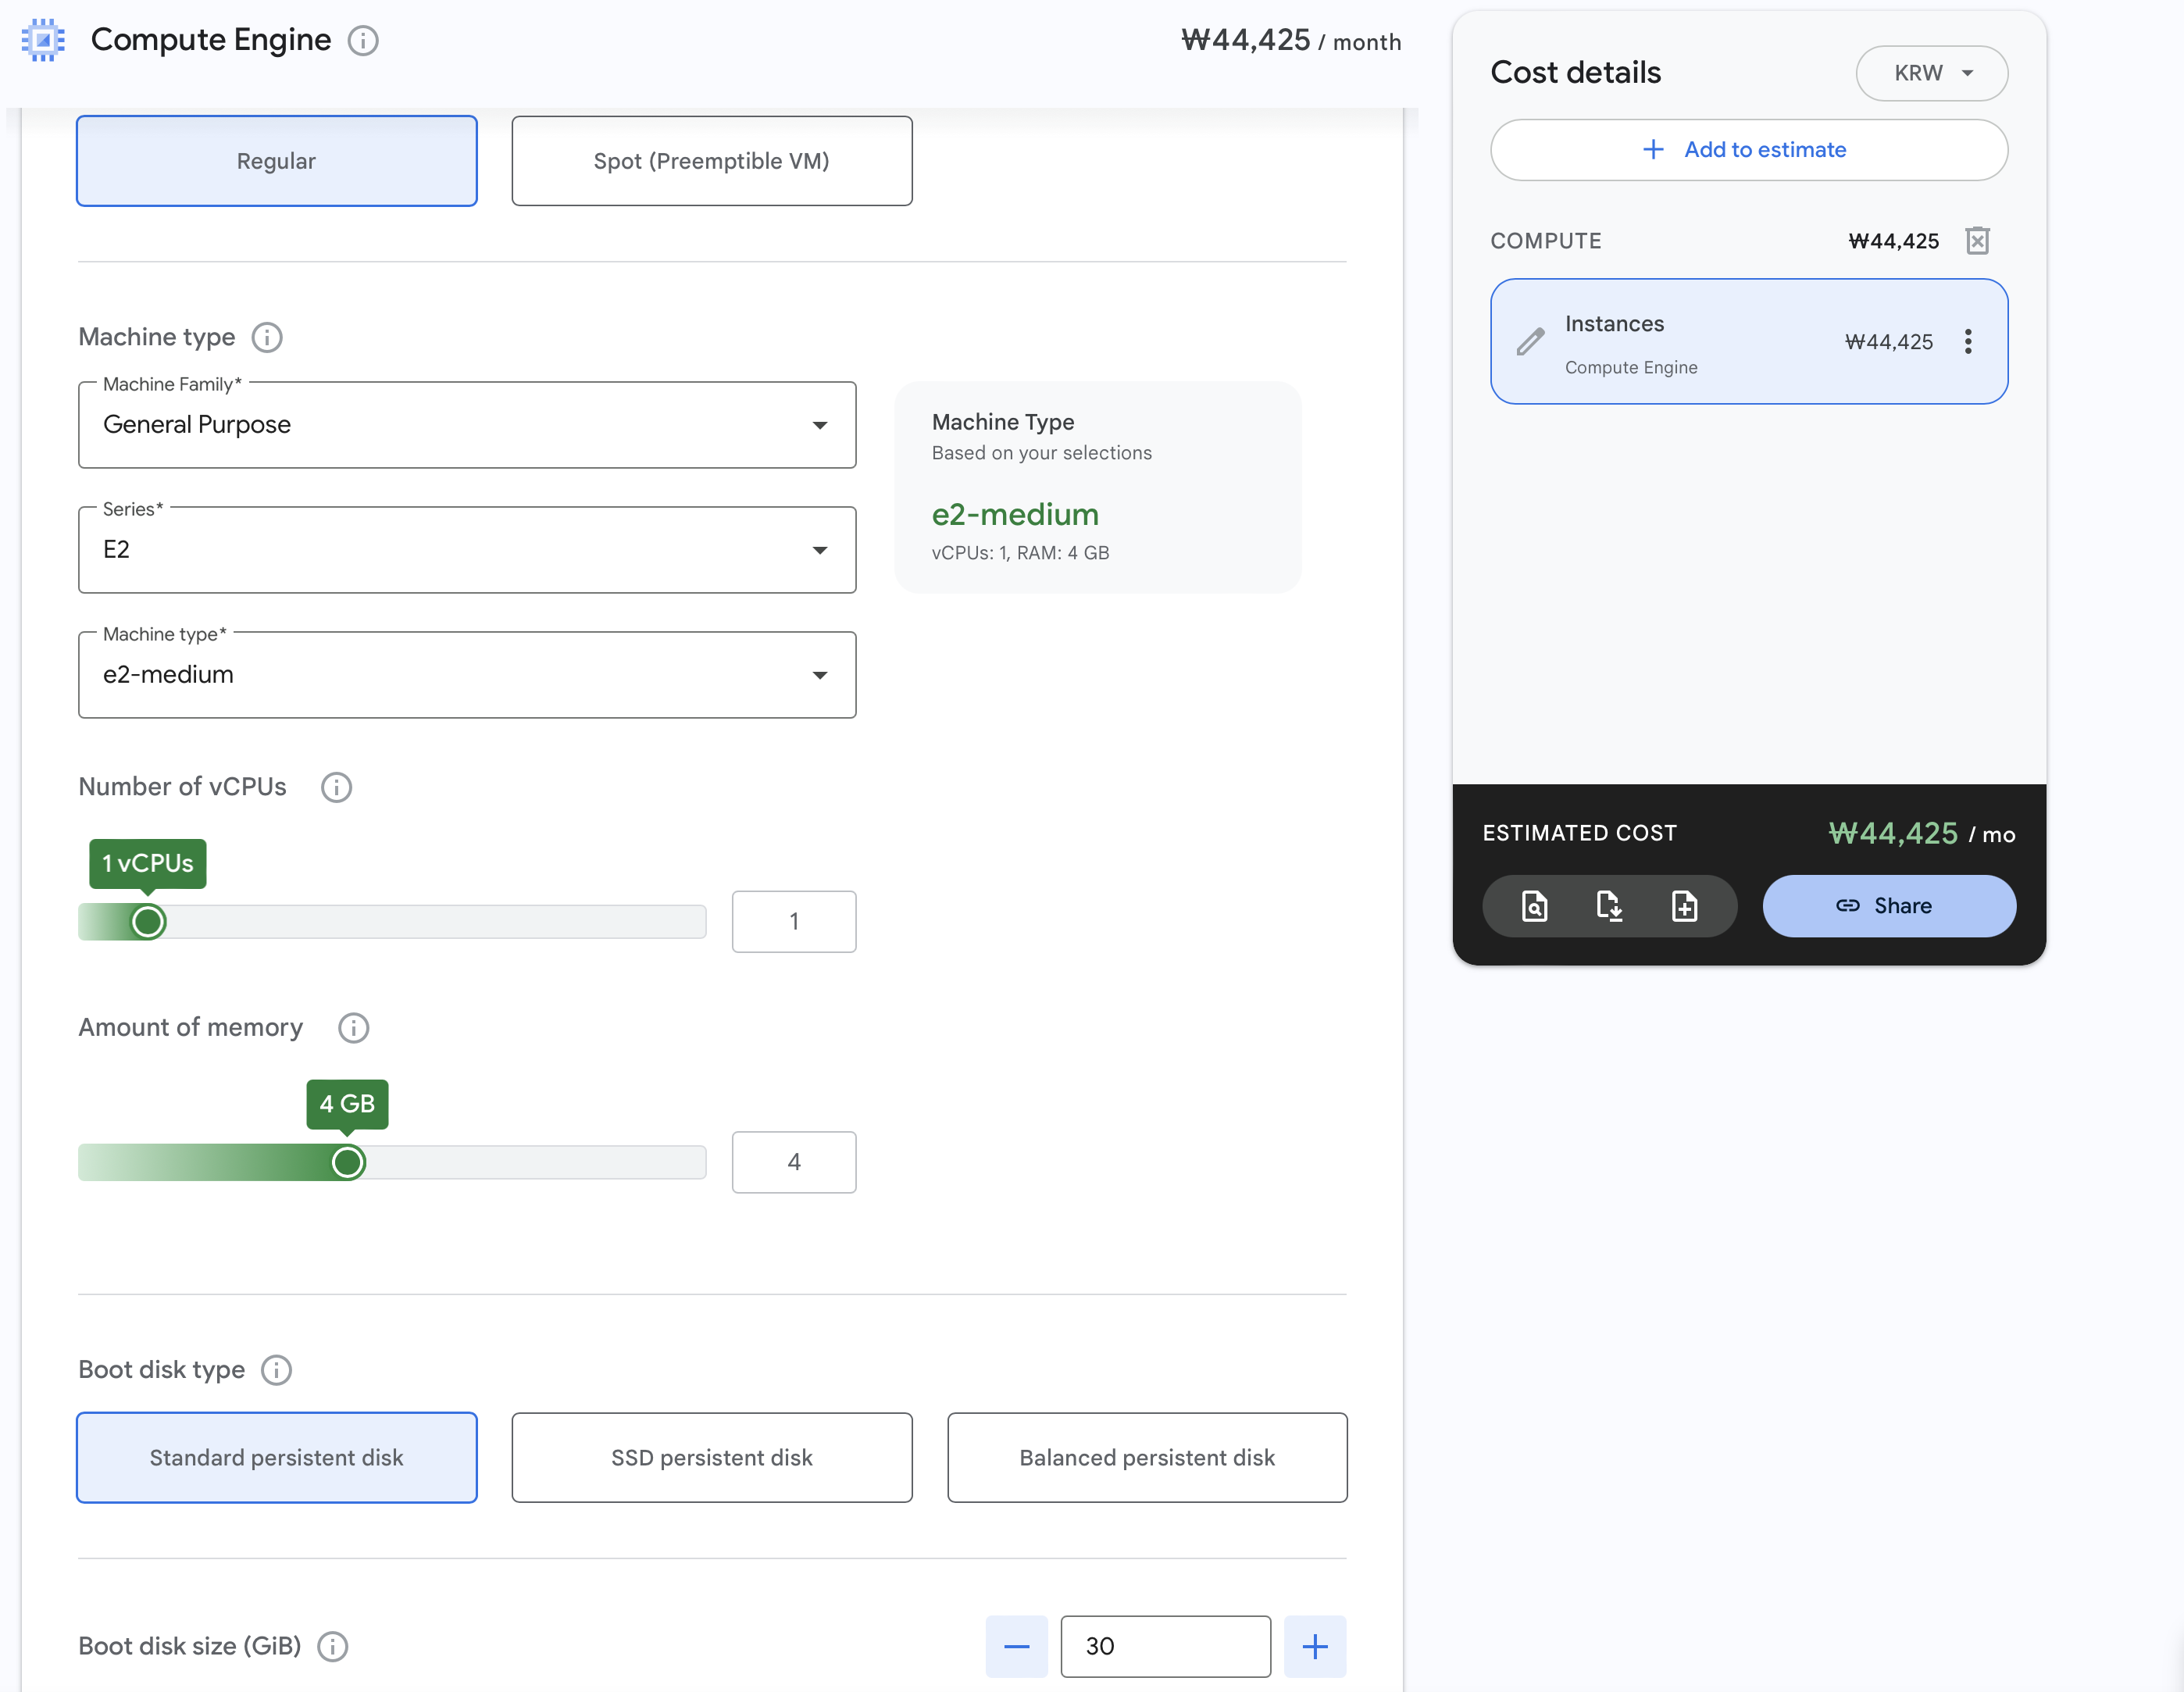 Compute Engine
₩44,425 / month
Regular
Spot (Preemptible VM)
Machine type
Machine Family*
General Purpose
Series*
E2
Machine type*
e2-medium
Machine Type
Based on your selections
e2-medium
vCPUs: 1, RAM: 4 GB
Number of vCPUs
1 vCPUs
1
Amount of memory
4 GB
4
Boot disk type
Standard persistent disk
SSD persistent disk
Balanced persistent disk
Boot disk size (GiB)
30
Cost details
KRW
Add to estimate
COMPUTE
₩44,425
Instances
Compute Engine
₩44,425
ESTIMATED COST
₩44,425 / mo
Share